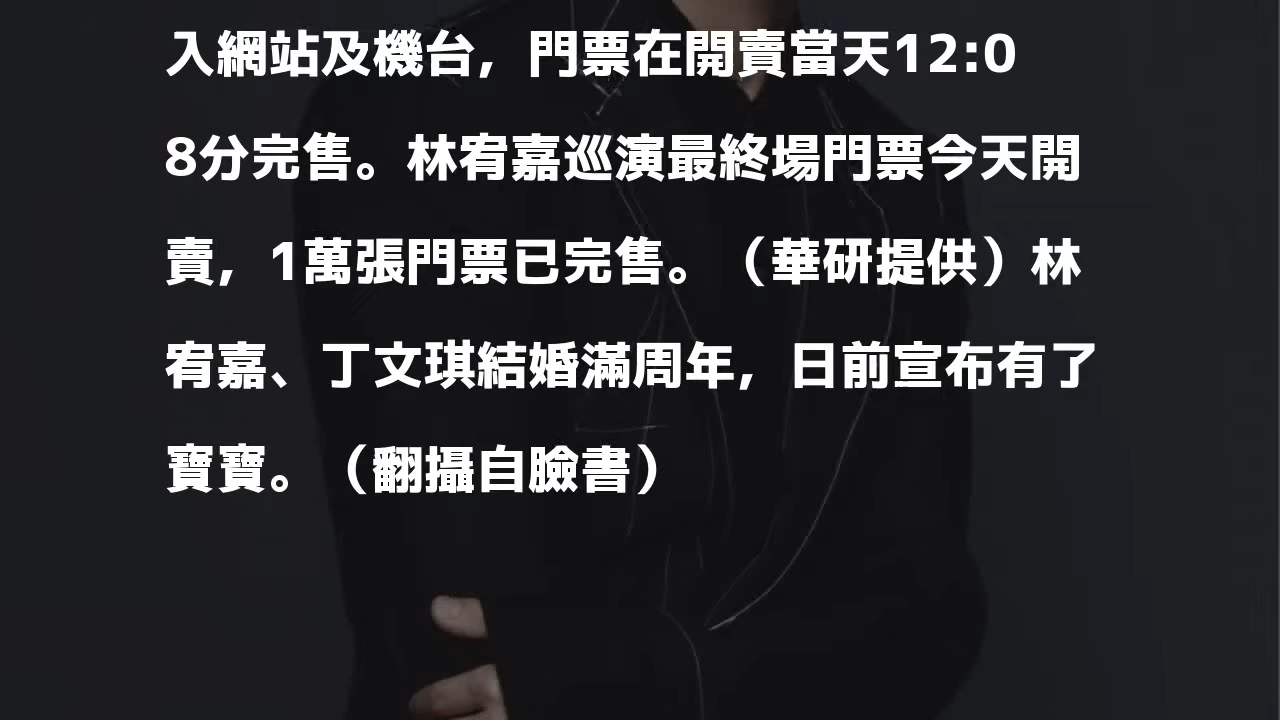 入網站及機台，門票在開賣當天12:0
8分完售。林宥嘉巡演最終場門票今天開
賣，1萬張門票已完售。（華研提供）林
宥嘉、丁文琪結婚滿周年，日前宣布有了
寶寶。（翻攝自臉書）